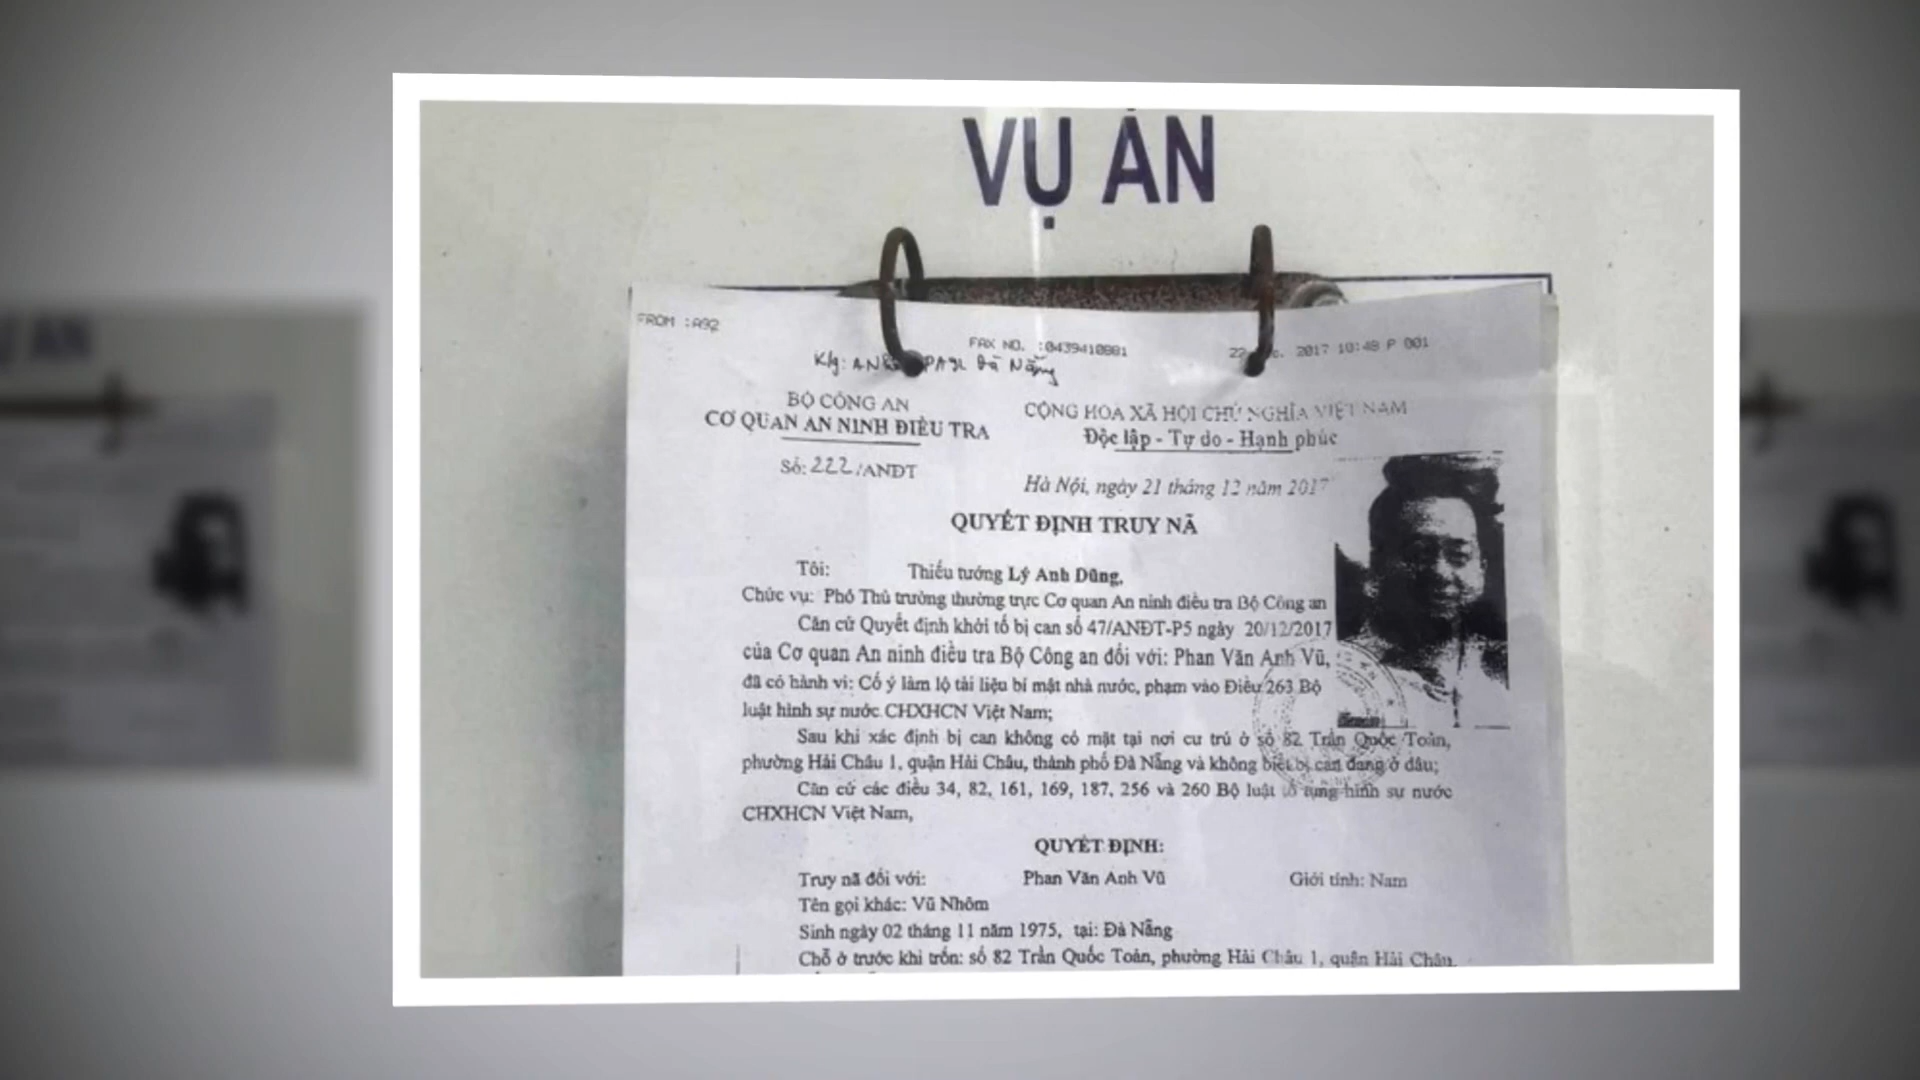 VỤ ÁN
FROM : A92
FAX NO. : 0439410881
2017 10:48 P 001
K/g: Đà Nẵng
BỘ CÔNG AN
CƠ QUAN AN NINH ĐIỀU TRA
CỘNG HÒA XÃ HỘI CHỦ NGHĨA VIỆT NAM
Độc lập - Tự do - Hạnh phúc
Số: 222/ANĐT
Hà Nội, ngày 21 tháng 12 năm 2017
QUYẾT ĐỊNH TRUY NÃ
Tôi: Thiếu tướng Lý Anh Dũng,
Chức vụ: Phó Thủ trưởng thường trực Cơ quan An ninh điều tra Bộ Công an
Căn cứ Quyết định khởi tố bị can số 47/ANĐT-P5 ngày 20/12/2017
của Cơ quan An ninh điều tra Bộ Công an đối với: Phan Văn Anh Vũ,
đã có hành vi: Cố ý làm lộ tài liệu bí mật nhà nước, phạm vào Điều 263 Bộ
luật hình sự nước CHXHCN Việt Nam;
Sau khi xác định bị can không có mặt tại nơi cư trú ở số 82 Trần Quốc Toản,
phường Hải Châu 1, quận Hải Châu, thành phố Đà Nẵng và không biết bị can đang ở đâu;
Căn cứ các điều 34, 82, 161, 169, 187, 256 và 260 Bộ luật tố tụng hình sự nước
CHXHCN Việt Nam,
QUYẾT ĐỊNH:
Truy nã đối với: Phan Văn Anh Vũ Giới tính: Nam
Tên gọi khác: Vũ Nhôm
Sinh ngày 02 tháng 11 năm 1975, tại: Đà Nẵng
Chỗ ở trước khi trốn: số 82 Trần Quốc Toản, phường Hải Châu 1, quận Hải Châu,